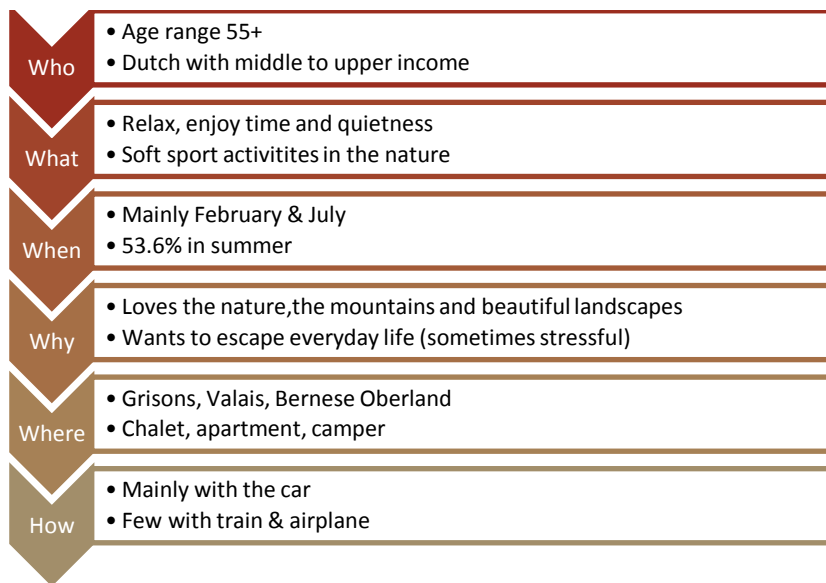 Who
• Age range 55+
• Dutch with middle to upper income
What
• Relax, enjoy time and quietness
• Soft sport activitites in the nature
When
• Mainly February & July
• 53.6% in summer
Why
• Loves the nature,the mountains and beautiful landscapes
• Wants to escape everyday life (sometimes stressful)
Where
• Grisons, Valais, Bernese Oberland
• Chalet, apartment, camper
How
• Mainly with the car
• Few with train & airplane